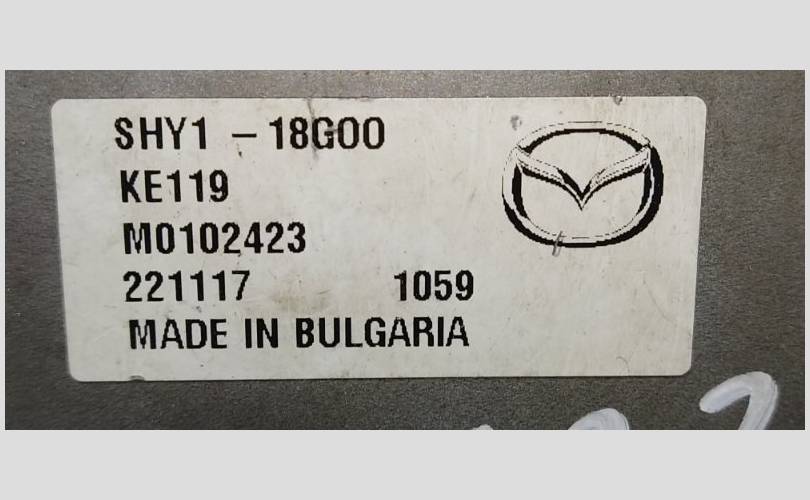 SHY1 - 18G00
KE119
M0102423
221117 1059
MADE IN BULGARIA